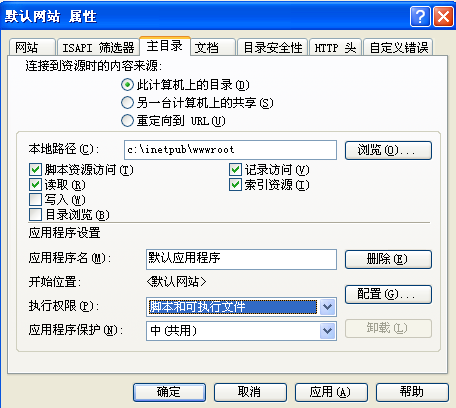 默认网站 属性
网站 ISAPI 筛选器 主目录 文档 目录安全性 HTTP 头 自定义错误
连接到资源时的内容来源:
此计算机上的目录(D)
另一台计算机上的共享(S)
重定向到 URL(U)
本地路径(C): c:\inetpub\wwwroot 浏览(O)...
脚本资源访问(T) 记录访问(V)
读取(R) 索引资源(I)
写入(W)
目录浏览(B)
应用程序设置
应用程序名(M): 默认应用程序 删除(E)
开始位置: <默认网站>
配置(G)...
执行权限(P): 脚本和可执行文件
应用程序保护(N): 中(共用) 卸载(L)
确定 取消 应用(A) 帮助